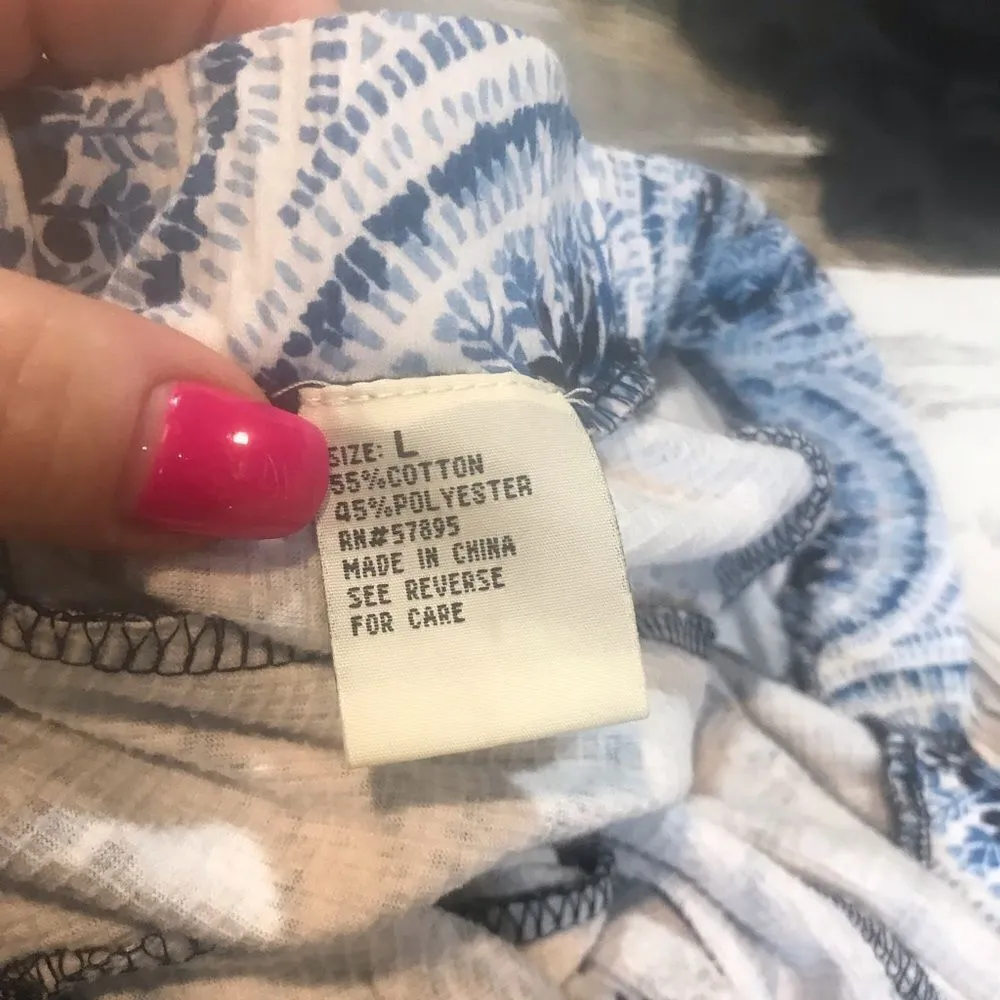 SIZE: L
55%COTTON
45%POLYESTER
RN#57895
MADE IN CHINA
SEE REVERSE
FOR CARE